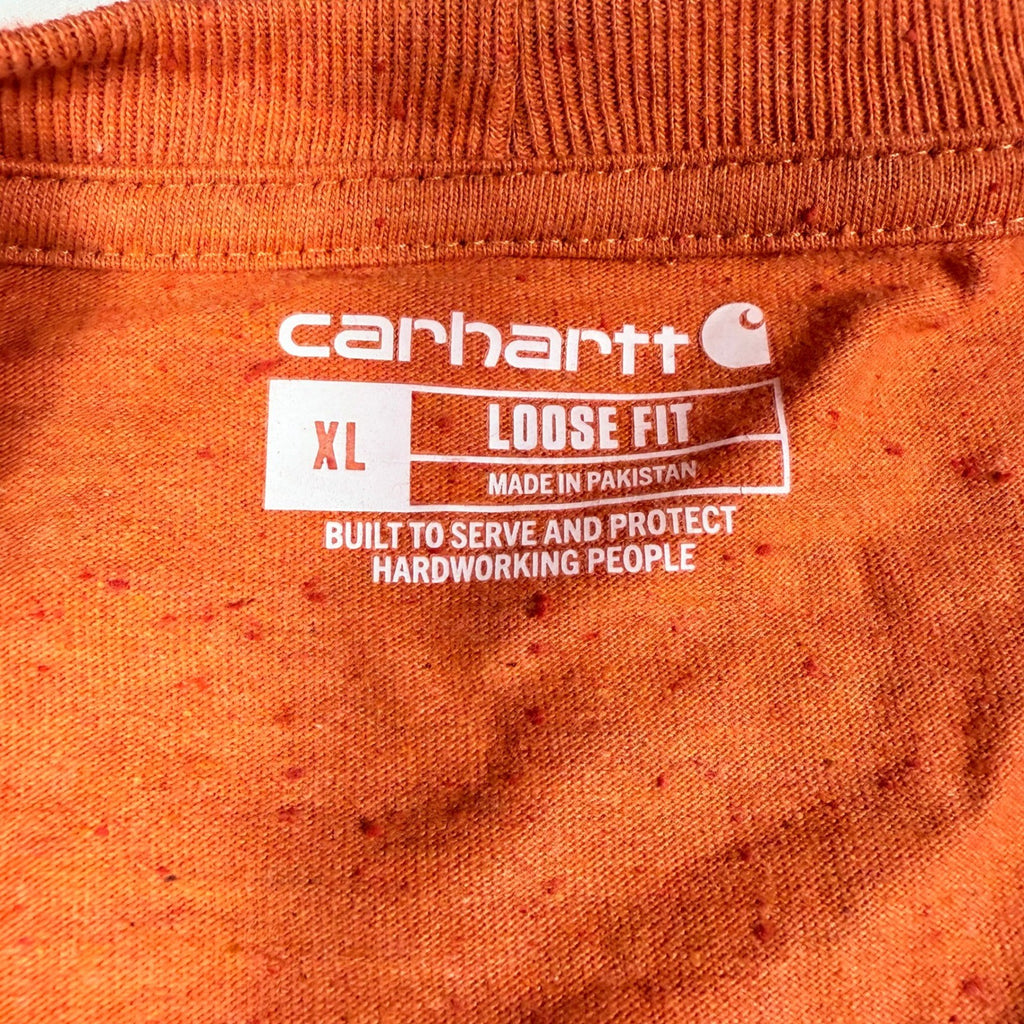 carhartt
XL
LOOSE FIT
MADE IN PAKISTAN
BUILT TO SERVE AND PROTECT
HARDWORKING PEOPLE